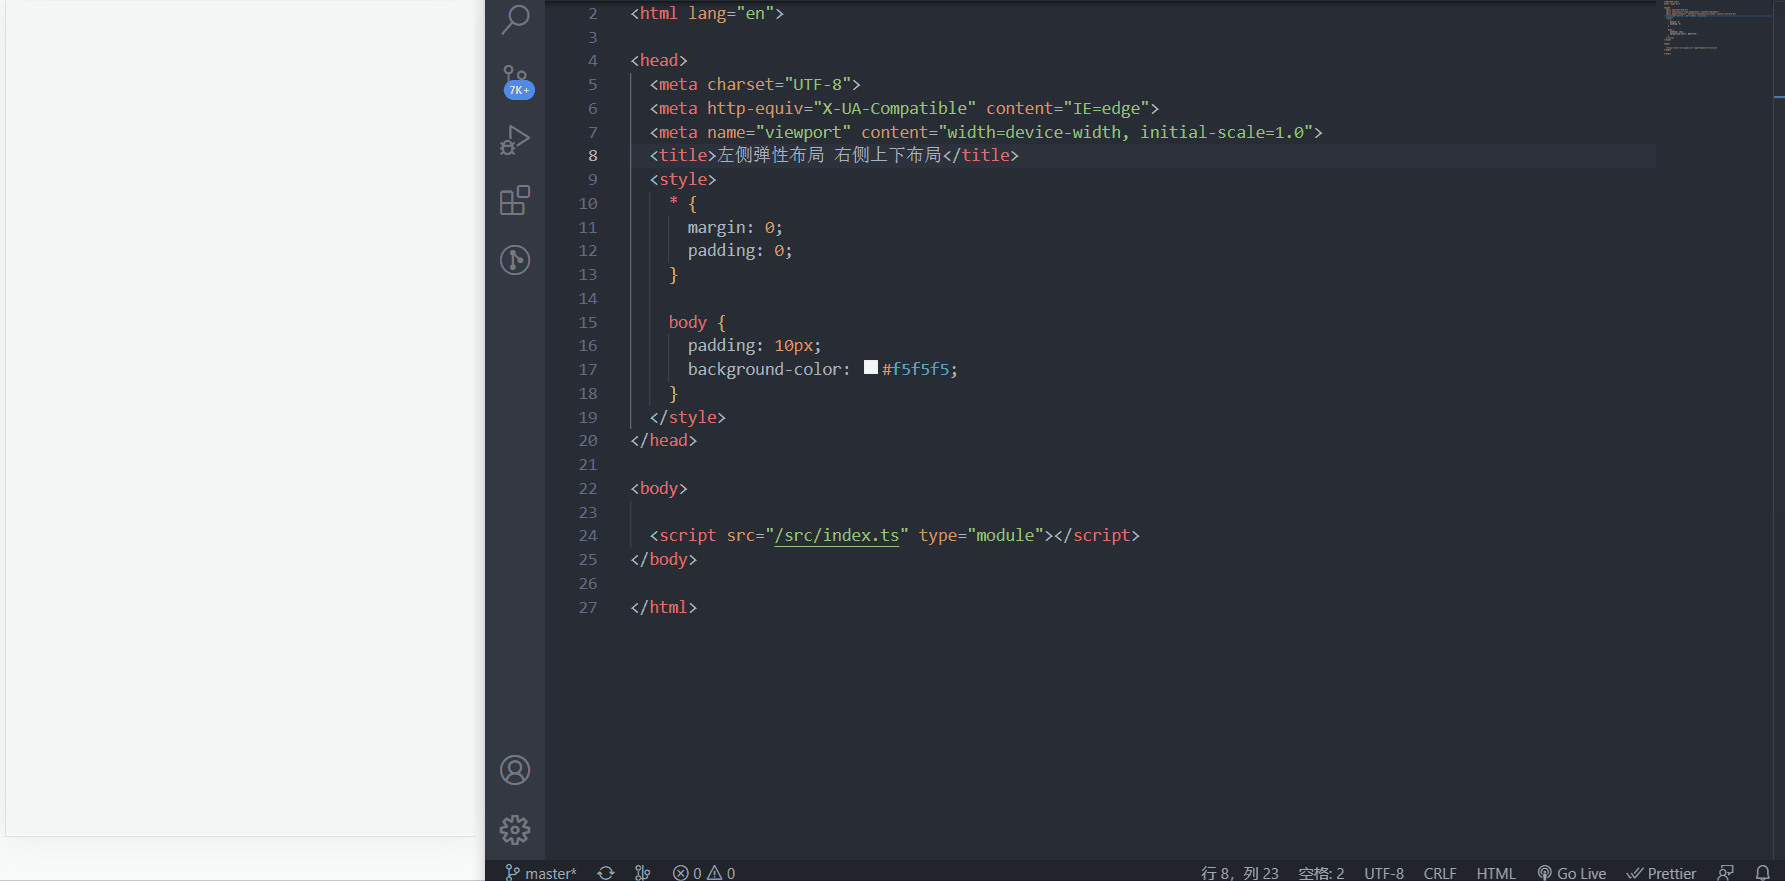 2 <html lang="en">
3
4 <head>
5 <meta charset="UTF-8">
6 <meta http-equiv="X-UA-Compatible" content="IE=edge">
7 <meta name="viewport" content="width=device-width, initial-scale=1.0">
8 <title>左侧弹性布局 右侧上下布局</title>
9 <style>
10 * {
11 margin: 0;
12 padding: 0;
13 }
14
15 body {
16 padding: 10px;
17 background-color: #f5f5f5;
18 }
19 </style>
20 </head>
21
22 <body>
23
24 <script src="/src/index.ts" type="module"></script>
25 </body>
26
27 </html>
7K+
master* 0 0 行 8，列 23 空格: 2 UTF-8 CRLF HTML Go Live Prettier